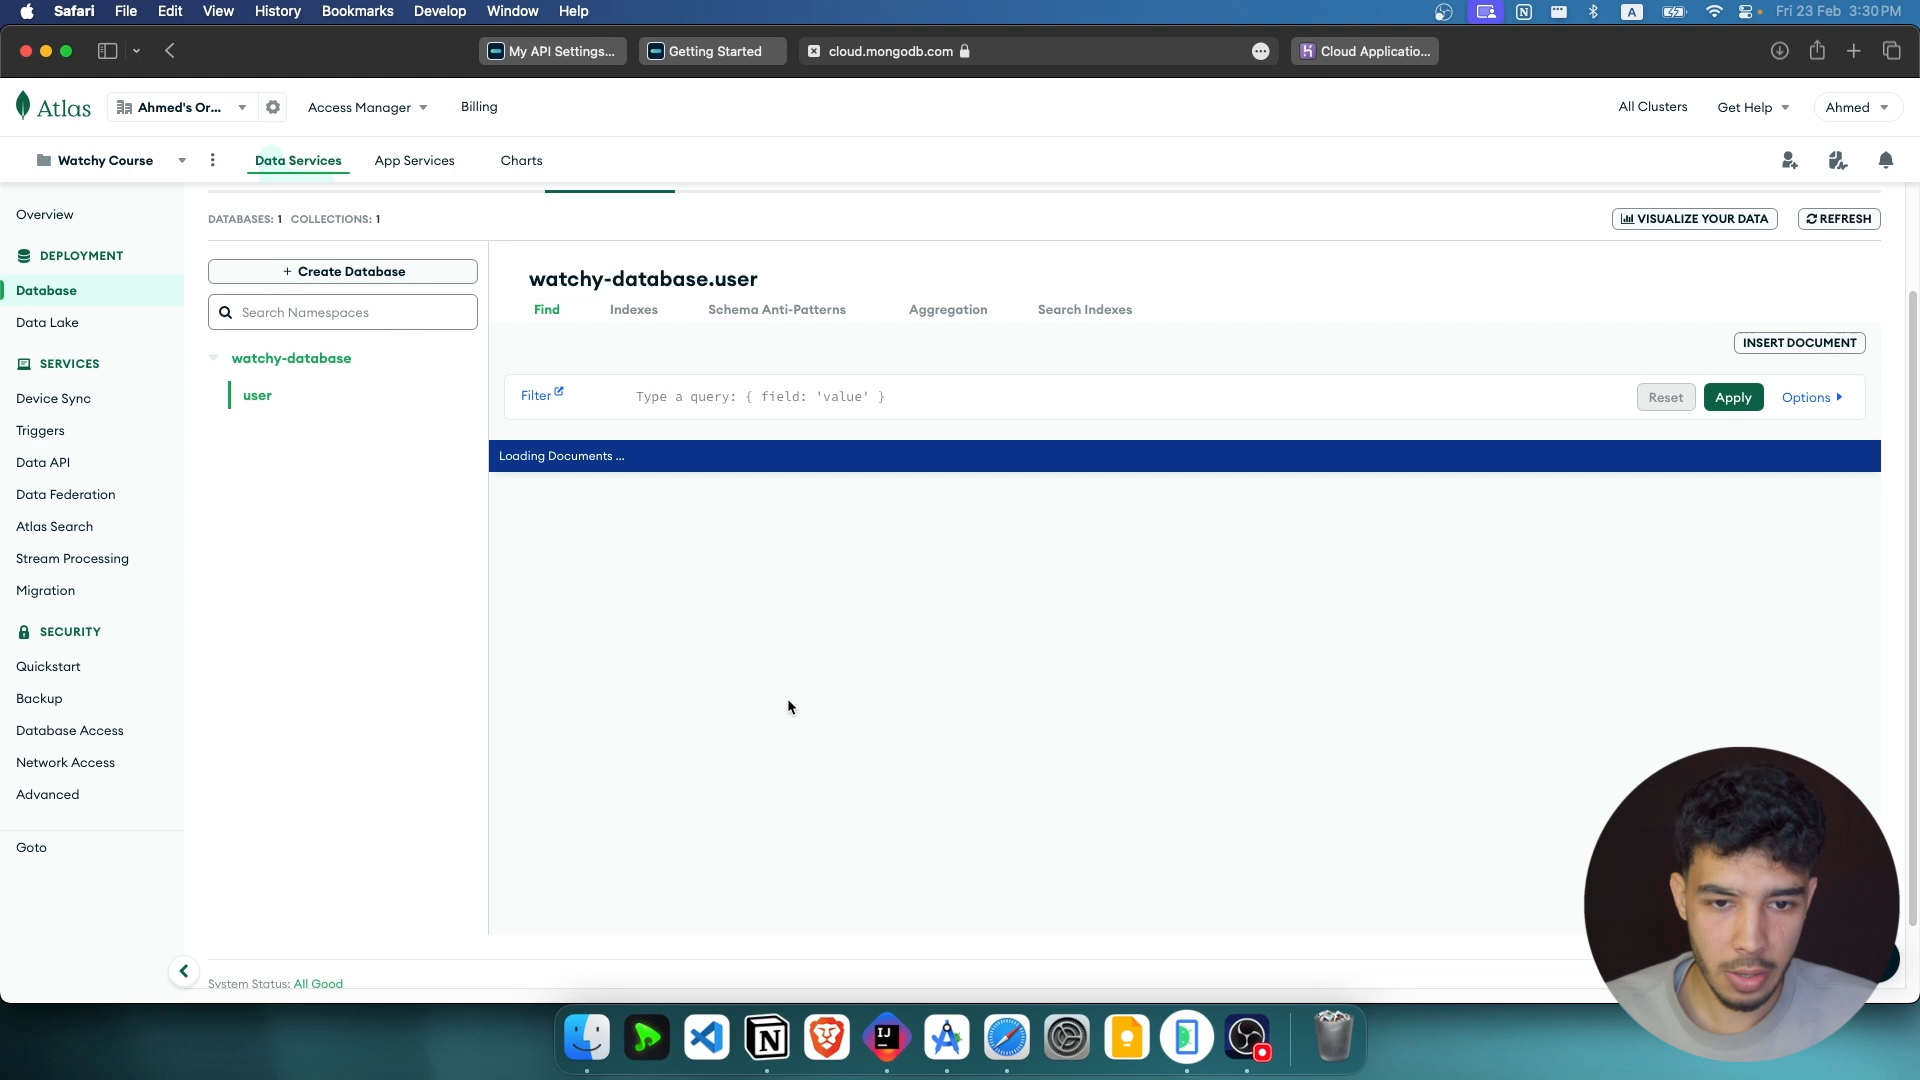 Safari File Edit View History Bookmarks Develop Window Help
A
Fri 23 Feb 3:30 PM
My API Settings...
Getting Started
cloud.mongodb.com
Cloud Applicatio...
Atlas
Ahmed's Or...
Access Manager
Billing
All Clusters
Get Help
Ahmed
Watchy Course
Data Services
App Services
Charts
Overview
DEPLOYMENT
Database
Data Lake
SERVICES
Device Sync
Triggers
Data API
Data Federation
Atlas Search
Stream Processing
Migration
SECURITY
Quickstart
Backup
Database Access
Network Access
Advanced
Goto
DATABASES: 1 COLLECTIONS: 1
VISUALIZE YOUR DATA
REFRESH
+ Create Database
Search Namespaces
watchy-database
user
watchy-database.user
Find
Indexes
Schema Anti-Patterns
Aggregation
Search Indexes
INSERT DOCUMENT
Filter
Type a query: { field: 'value' }
Reset
Apply
Options
Loading Documents ...
System Status: All Good
IJ